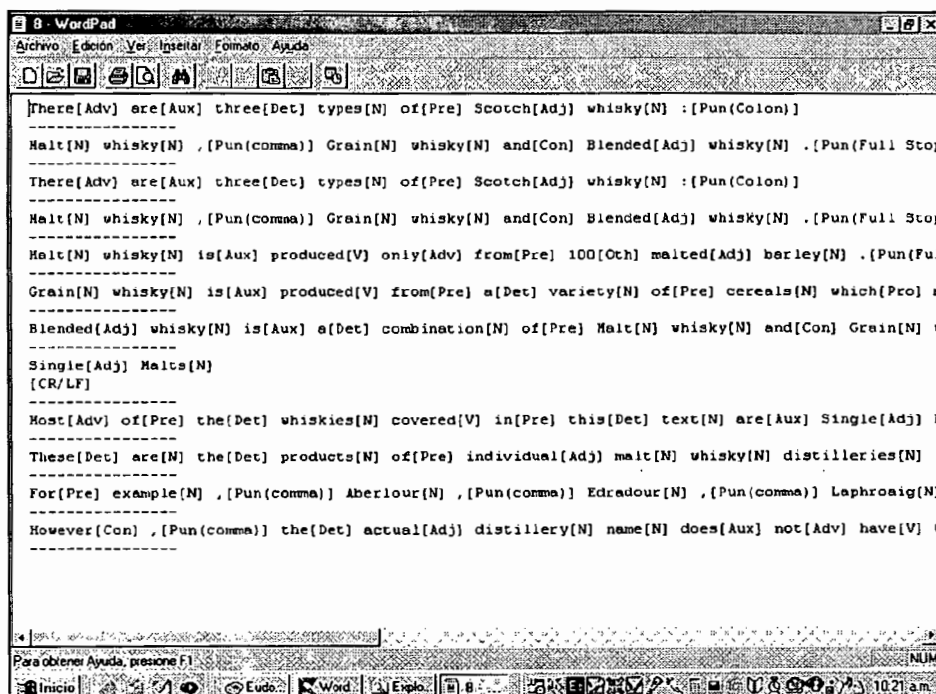 8 - WordPad
Archivo Edición Ver Insertar Formato Ayuda
There[Adv] are[Aux] three[Det] types[N] of[Pre] Scotch[Adj] whisky[N] :[Pun(Colon)]
----------------
Malt[N] whisky[N] ,[Pun(comma)] Grain[N] whisky[N] and[Con] Blended[Adj] whisky[N] .[Pun(Full Stop
----------------
There[Adv] are[Aux] three[Det] types[N] of[Pre] Scotch[Adj] whisky[N] :[Pun(Colon)]
----------------
Malt[N] whisky[N] ,[Pun(comma)] Grain[N] whisky[N] and[Con] Blended[Adj] whisky[N] .[Pun(Full Stop
----------------
Malt[N] whisky[N] is[Aux] produced[V] only[Adv] from[Pre] 100[Oth] malted[Adj] barley[N] .[Pun(Fu
----------------
Grain[N] whisky[N] is[Aux] produced[V] from[Pre] a[Det] variety[N] of[Pre] cereals[N] which[Pro]
----------------
Blended[Adj] whisky[N] is[Aux] a[Det] combination[N] of[Pre] Malt[N] whisky[N] and[Con] Grain[N]
----------------
Single[Adj] Malts[N]
[CR/LF]
----------------
Most[Adv] of[Pre] the[Det] whiskies[N] covered[V] in[Pre] this[Det] text[N] are[Aux] Single[Adj]
----------------
These[Det] are[N] the[Det] products[N] of[Pre] individual[Adj] malt[N] whisky[N] distilleries[N]
----------------
For[Pre] example[N] ,[Pun(comma)] Aberlour[N] ,[Pun(comma)] Edradour[N] ,[Pun(comma)] Laphroaig[N]
----------------
However[Con] ,[Pun(comma)] the[Det] actual[Adj] distillery[N] name[N] does[Aux] not[Adv] have[V]
----------------
Para obtener Ayuda, presione F1
NUM
Inicio Eudo... Word Explo... 8 -... 10:21 a.m.